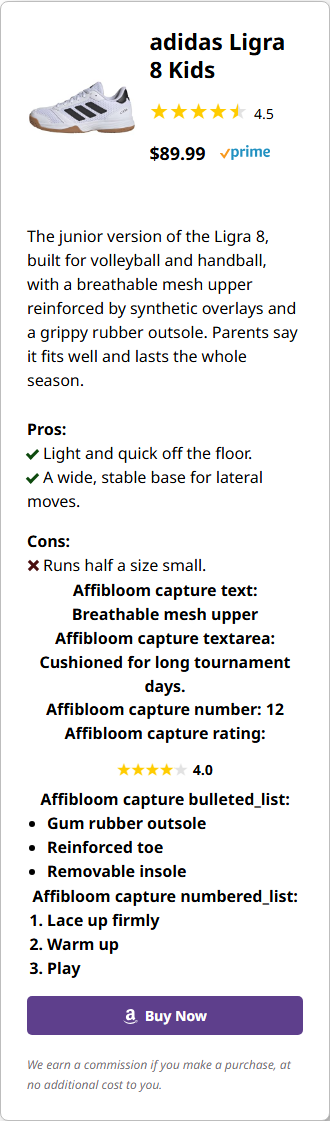 adidas Ligra
8 Kids
4.5
$89.99 prime
The junior version of the Ligra 8,
built for volleyball and handball,
with a breathable mesh upper
reinforced by synthetic overlays and
a grippy rubber outsole. Parents say
it fits well and lasts the whole
season.
Pros:
Light and quick off the floor.
A wide, stable base for lateral
moves.
Cons:
Runs half a size small.
Affibloom capture text:
Breathable mesh upper
Affibloom capture textarea:
Cushioned for long tournament
days.
Affibloom capture number: 12
Affibloom capture rating:
4.0
Affibloom capture bulleted_list:
• Gum rubber outsole
• Reinforced toe
• Removable insole
Affibloom capture numbered_list:
1. Lace up firmly
2. Warm up
3. Play
Buy Now
We earn a commission if you make a purchase, at
no additional cost to you.